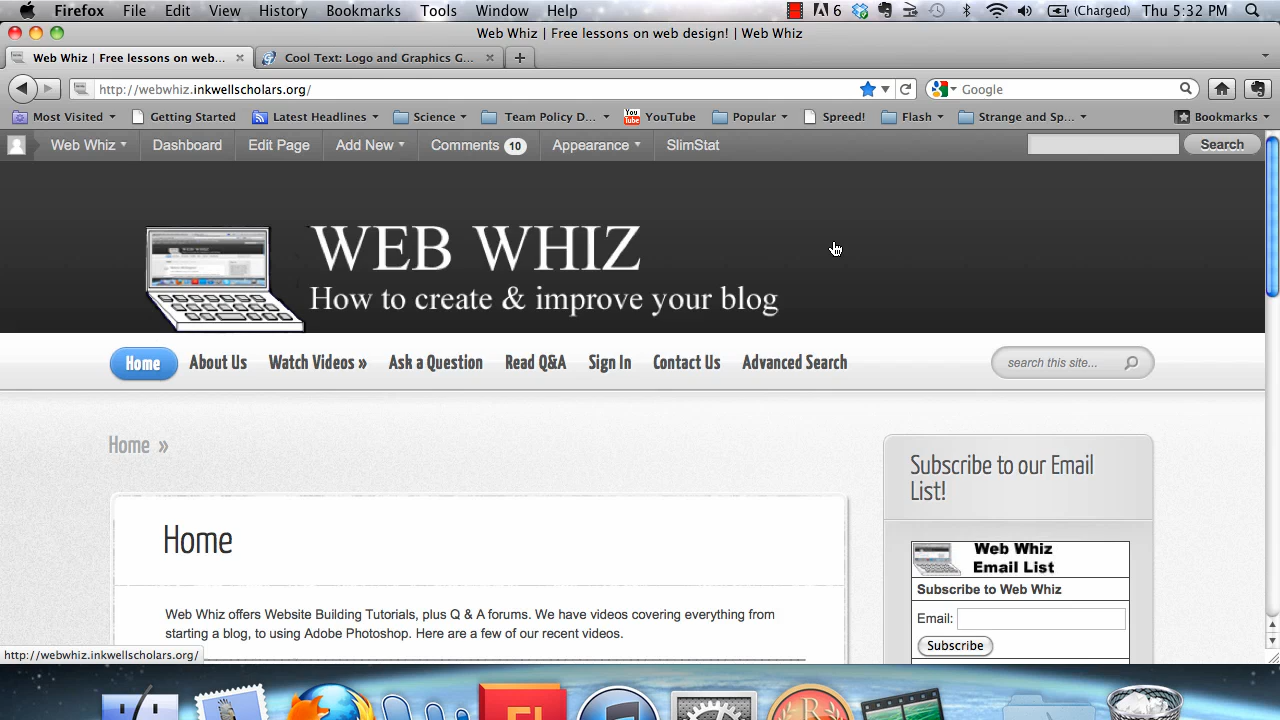 Firefox File Edit View History Bookmarks Tools Window Help 6 (Charged) Thu 5:32 PM
Web Whiz | Free lessons on web design! | Web Whiz
Web Whiz | Free lessons on web... Cool Text: Logo and Graphics G...
http://webwhiz.inkwellscholars.org/ Google
Most Visited Getting Started Latest Headlines Science Team Policy D... You Tube YouTube Popular Spreed! Flash Strange and Sp... Bookmarks
Web Whiz Dashboard Edit Page Add New Comments 10 Appearance SlimStat Search
WEB WHIZ
How to create & improve your blog
Home About Us Watch Videos » Ask a Question Read Q&A Sign In Contact Us Advanced Search search this site...
Home »
Subscribe to our Email
List!
Home
Web Whiz
Email List
Subscribe to Web Whiz
Email:
Subscribe
Web Whiz offers Website Building Tutorials, plus Q & A forums. We have videos covering everything from
starting a blog, to using Adobe Photoshop. Here are a few of our recent videos.
http://webwhiz.inkwellscholars.org/